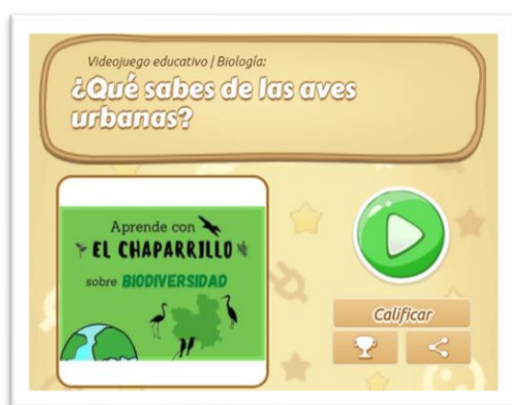 Videojuego educativo | Biología:
¿Qué sabes de las aves
urbanas?
Aprende con
EL CHAPARRILLO
sobre BIODIVERSIDAD
Calificar